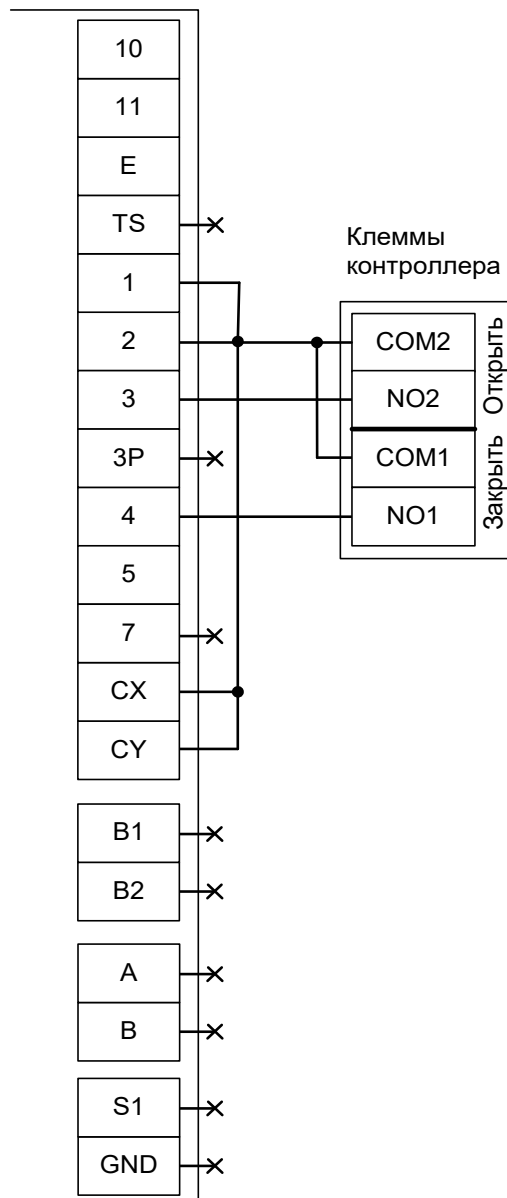 10
11
E
TS
1
2
3
3P
4
5
7
CX
CY
B1
B2
A
B
S1
GND
Клеммы
контроллера
COM2
NO2
COM1
NO1
Открыть
Закрыть